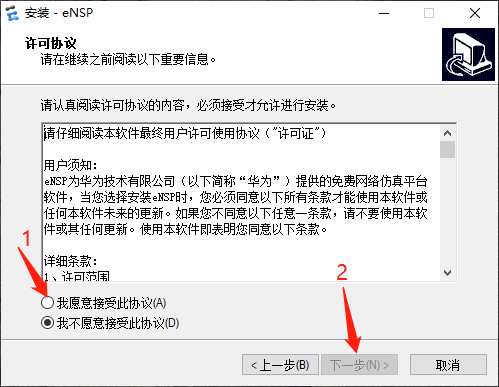 安装 - eNSP
许可协议
请在继续之前阅读以下重要信息。
请认真阅读许可协议的内容，必须接受才允许进行安装。
请仔细阅读本软件最终用户许可使用协议（"许可证"）
用户须知：
eNSP为华为技术有限公司（以下简称“华为”）提供的免费网络仿真平台
软件，当您选择安装eNSP时，您必须同意以下所有条款才能使用本软件或
任何本软件未来的更新。如果您不同意以下任意一条款，请不要使用本软
件或其任何更新。使用本软件即表明您同意以下条款。
详细条款：
1、许可范围
1
我愿意接受此协议(A)
我不愿意接受此协议(D)
2
< 上一步(B)
下一步(N) >
取消